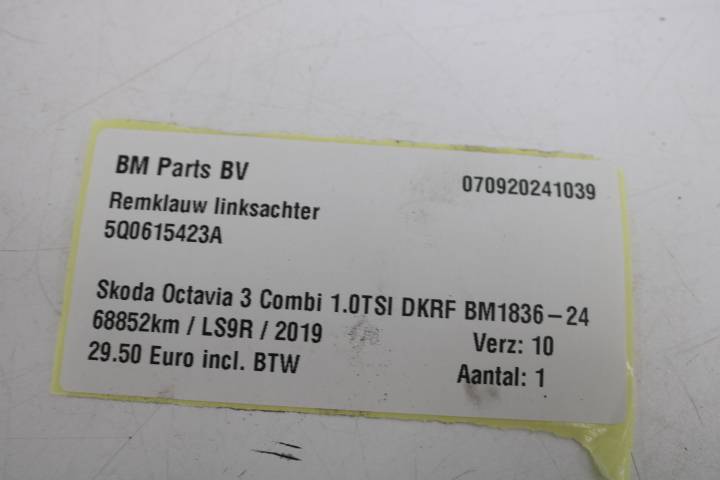 BM Parts BV
070920241039
Remklauw linksachter
5Q0615423A
Skoda Octavia 3 Combi 1.0TSI DKRF BM1836-24
68852km / LS9R / 2019
Verz: 10
29.50 Euro incl. BTW
Aantal: 1